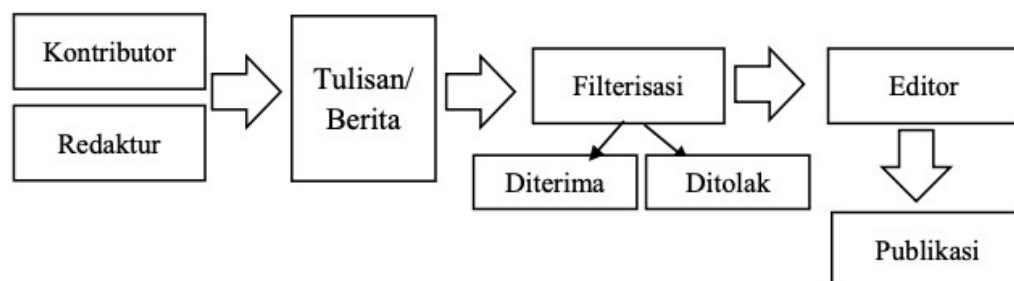 Kontributor
Redaktur
Tulisan/
Berita
Filterisasi
Diterima
Ditolak
Editor
Publikasi